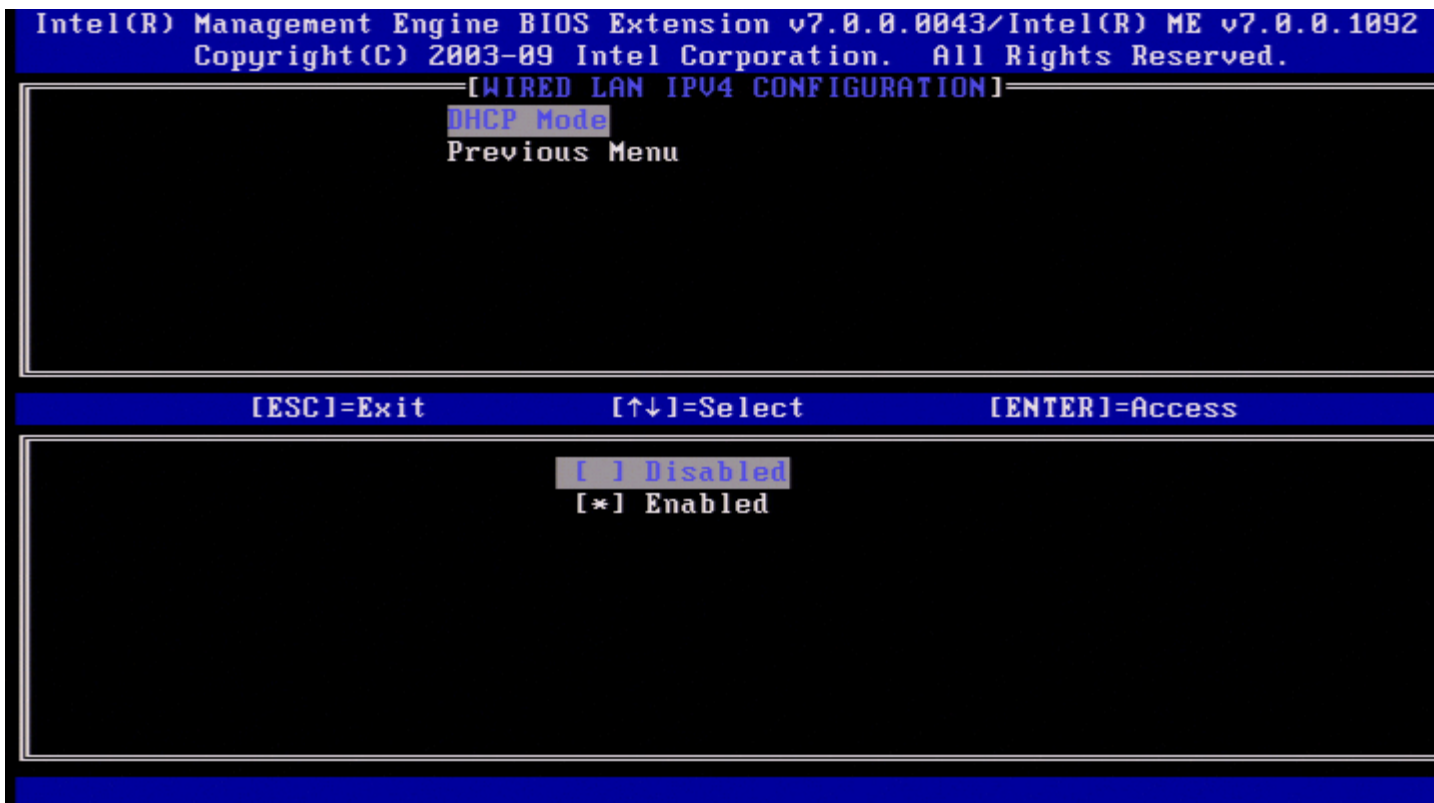 Intel(R) Management Engine BIOS Extension v7.0.0.0043/Intel(R) ME v7.0.0.1092
Copyright(C) 2003-09 Intel Corporation. All Rights Reserved.
[WIRED LAN IPV4 CONFIGURATION]
DHCP Mode
Previous Menu
[ESC]=Exit [↑↓]=Select [ENTER]=Access
[ ] Disabled
[*] Enabled